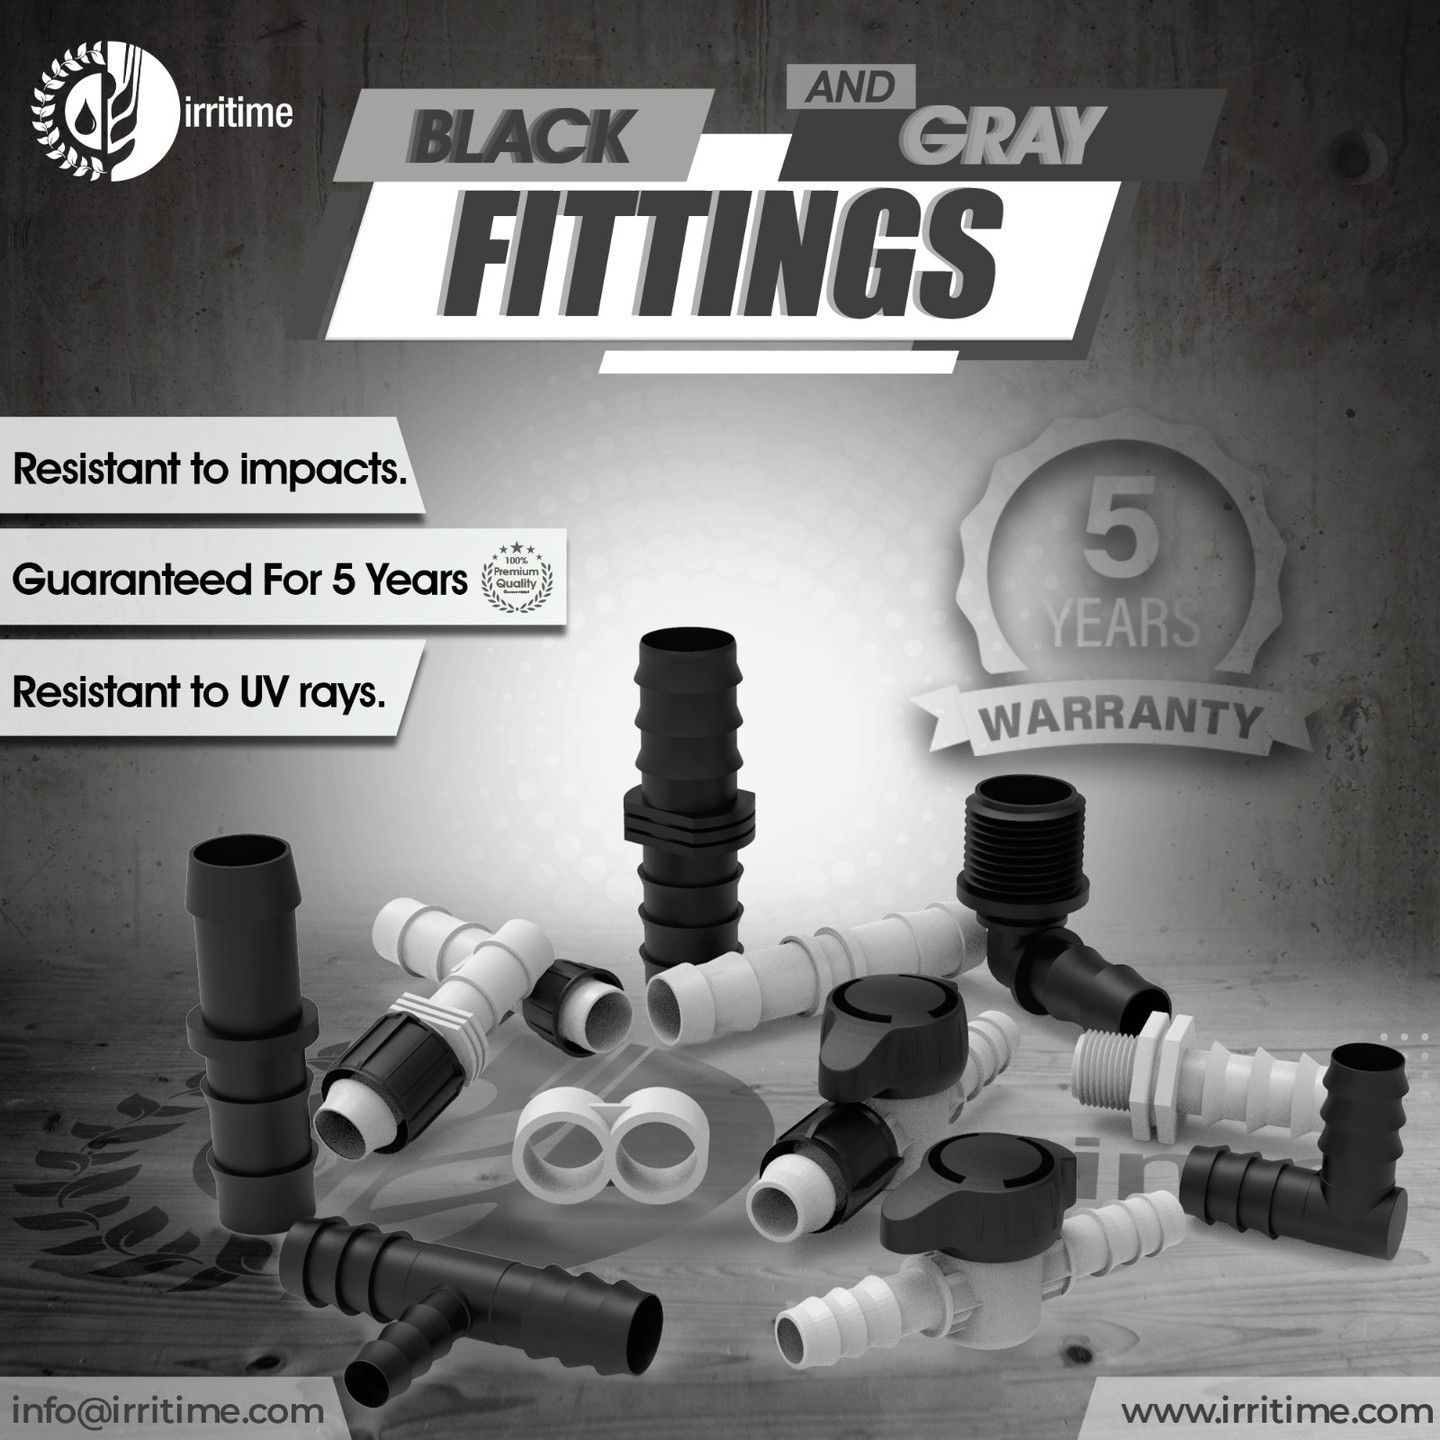 irritime
BLACK
AND
GRAY
FITTINGS
Resistant to impacts.
Guaranteed For 5 Years
100%
Premium
Quality
Resistant to UV rays.
5
YEARS
WARRANTY
info@irritime.com
www.irritime.com